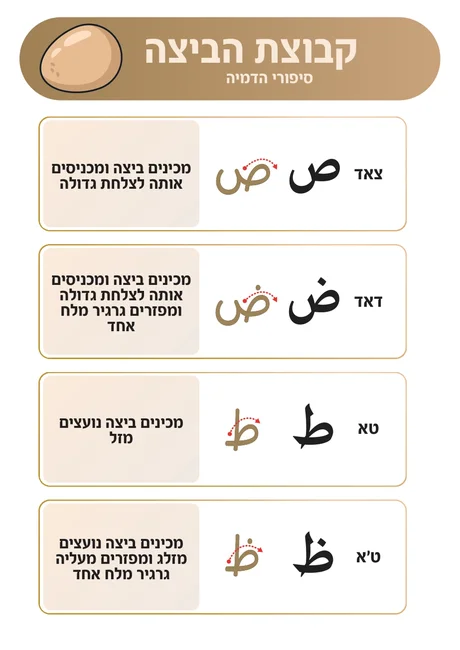 קבוצת הביצה
סיפורי הדמיה
צאד ص ص מכינים ביצה ומכניסים
אותה לצלחת גדולה
דאד ض ض מכינים ביצה ומכניסים
אותה לצלחת גדולה
ומפזרים גרגיר מלח
אחד
טא ط ط מכינים ביצה נועצים
מזל
ט'א ظ ظ מכינים ביצה נועצים
מזלג ומפזרים מעליה
גרגיר מלח אחד